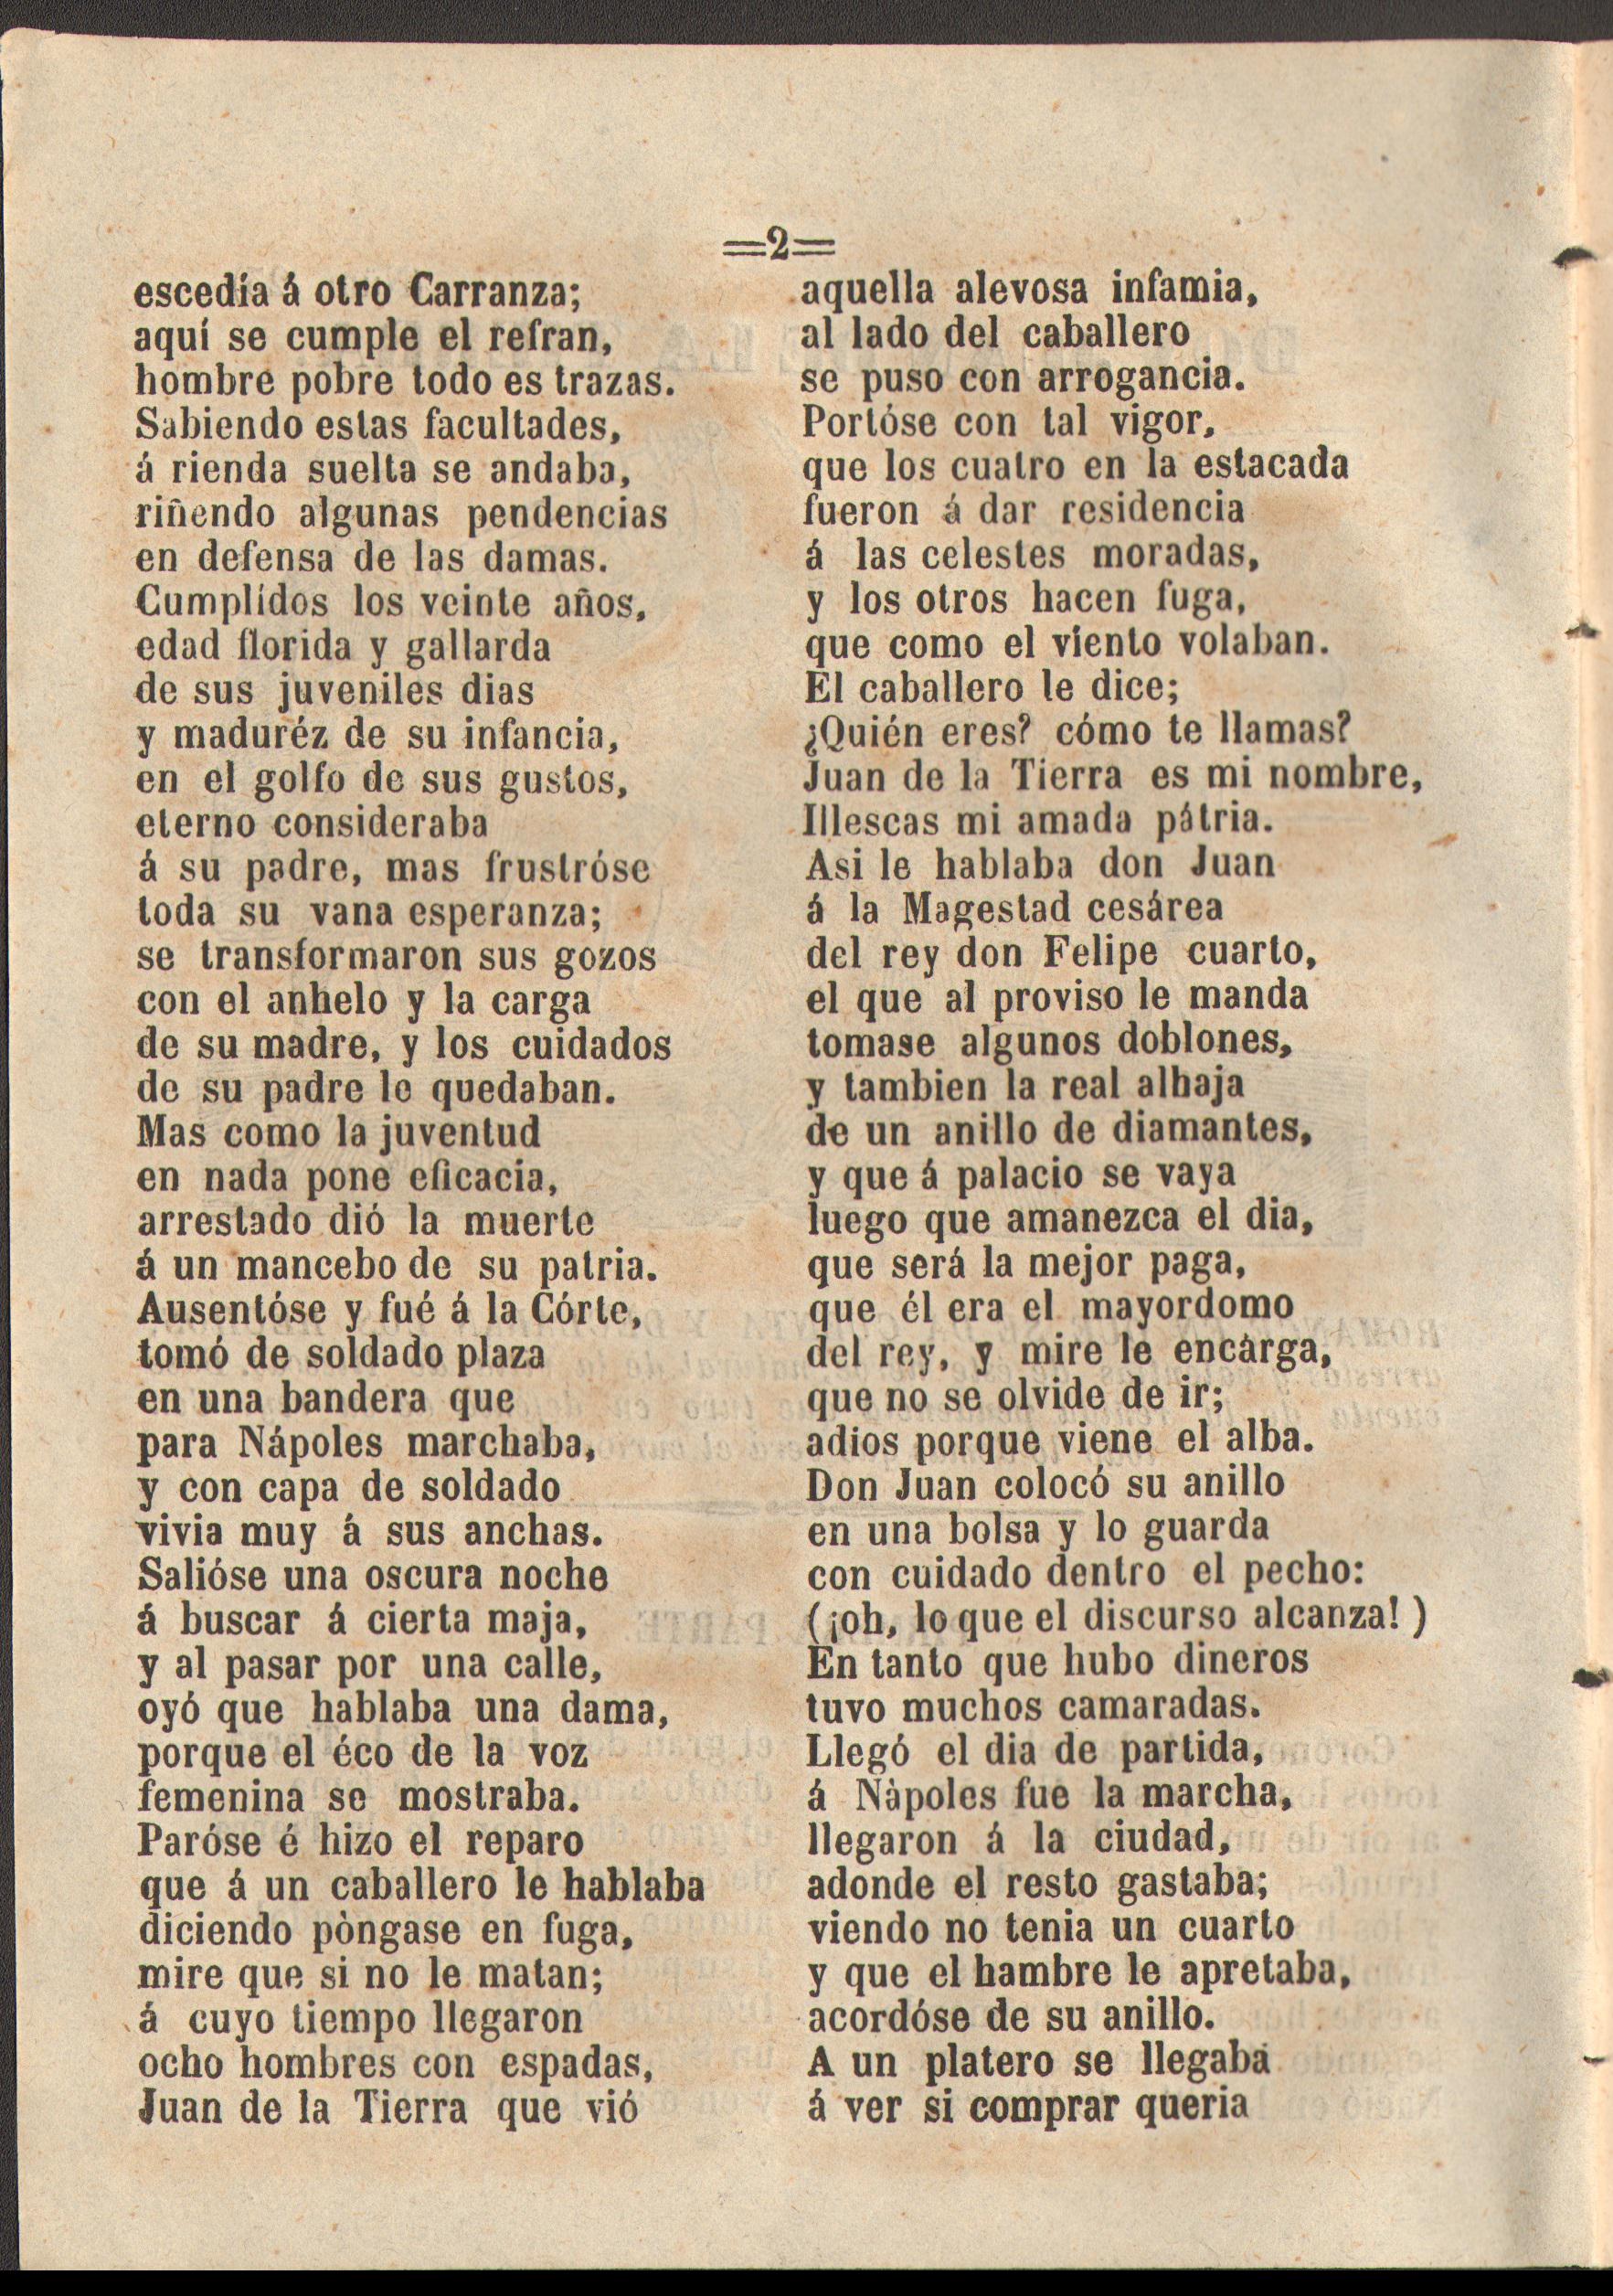 =2=
escedía á otro Carranza;
aquí se cumple el refran,
hombre pobre todo es trazas.
Sabiendo estas facultades,
á rienda suelta se andaba,
riñendo algunas pendencias
en defensa de las damas.
Cumplídos los veinte años,
edad florida y gallarda
de sus juveniles dias
y maduréz de su infancia,
en el golfo de sus gustos,
eterno consideraba
á su padre, mas frustróse
toda su vana esperanza;
se transformaron sus gozos
con el anhelo y la carga
de su madre, y los cuidados
de su padre le quedaban.
Mas como la juventud
en nada pone eficacia,
arrestado dió la muerte
á un mancebo de su patria.
Ausentóse y fué á la Córte,
tomó de soldado plaza
en una bandera que
para Nápoles marchaba,
y con capa de soldado
vivia muy á sus anchas.
Salióse una oscura noche
á buscar á cierta maja,
y al pasar por una calle,
oyó que hablaba una dama,
porque el éco de la voz
femenina se mostraba.
Paróse é hizo el reparo
que á un caballero le hablaba
diciendo pòngase en fuga,
mire que si no le matan;
á cuyo tiempo llegaron
ocho hombres con espadas,
Juan de la Tierra que vió
aquella alevosa infamia,
al lado del caballero
se puso con arrogancia.
Portóse con tal vigor,
que los cuatro en la estacada
fueron á dar residencia
á las celestes moradas,
y los otros hacen fuga,
que como el viento volaban.
El caballero le dice;
¿Quién eres? cómo te llamas?
Juan de la Tierra es mi nombre,
Illescas mi amada pátria.
Asi le hablaba don Juan
á la Magestad cesárea
del rey don Felipe cuarto,
el que al proviso le manda
tomase algunos doblones,
y tambien la real alhaja
de un anillo de diamantes,
y que á palacio se vaya
luego que amanezca el dia,
que será la mejor paga,
que él era el mayordomo
del rey, y mire le encàrga,
que no se olvide de ir;
adios porque viene el alba.
Don Juan colocó su anillo
en una bolsa y lo guarda
con cuidado dentro el pecho:
(¡oh, lo que el discurso alcanza!)
En tanto que hubo dineros
tuvo muchos camaradas.
Llegó el dia de partida,
á Nàpoles fue la marcha,
llegaron á la ciudad,
adonde el resto gastaba;
viendo no tenia un cuarto
y que el hambre le apretaba,
acordóse de su anillo.
A un platero se llegaba
á ver si comprar queria